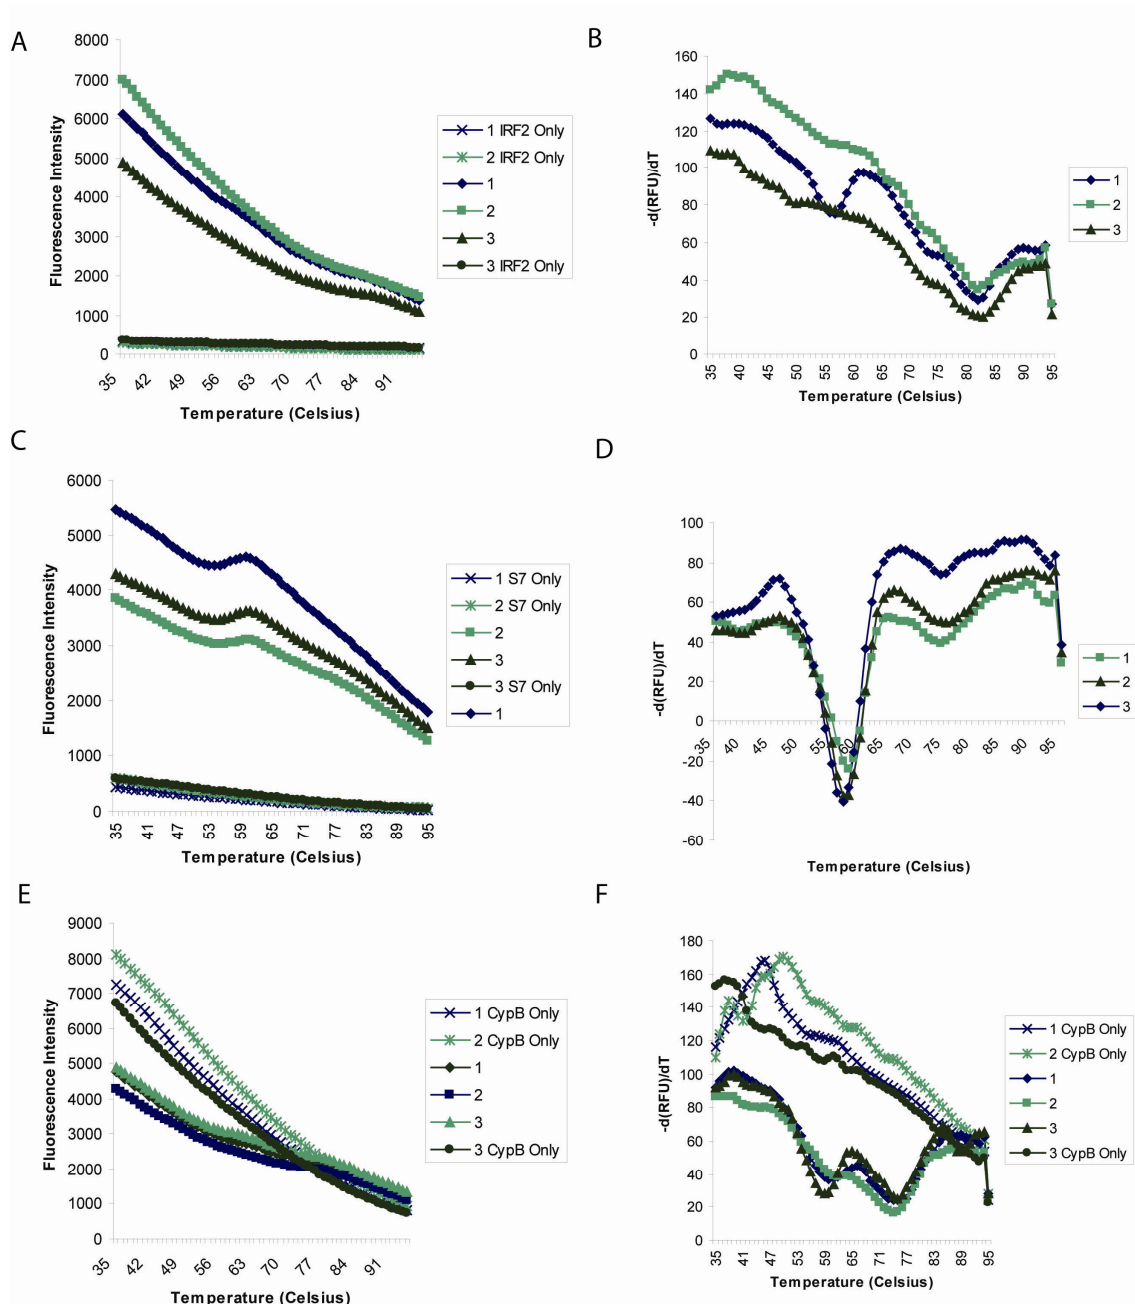 A
8000
7000
6000
5000
4000
3000
2000
1000
0
Fluorescence Intensity
35 42 49 56 63 70 77 84 91
Temperature (Celsius)
1 IRF2 Only
2 IRF2 Only
1
2
3
3 IRF2 Only
B
160
140
120
100
80
60
40
20
0
-d(RFU)/dT
35 40 45 50 55 60 65 70 75 80 85 90 95
Temperature (Celsius)
1
2
3
C
6000
5000
4000
3000
2000
1000
0
Fluorescence Intensity
35 41 47 53 59 65 71 77 83 89 95
Temperature (Celsius)
1 S7 Only
2 S7 Only
2
3
3 S7 Only
1
D
100
80
60
40
20
0
-20
-40
-60
-d(RFU)/dT
35 40 45 50 55 60 65 70 75 80 85 90 95
Temperature (Celsius)
1
2
3
E
9000
8000
7000
6000
5000
4000
3000
2000
1000
0
Fluorescence Intensity
35 42 49 56 63 70 77 84 91
Temperature (Celsius)
1 CypB Only
2 CypB Only
1
2
3
3 CypB Only
F
180
160
140
120
100
80
60
40
20
0
-d(RFU)/dT
35 41 47 53 59 65 71 77 83 89 95
Temperature (Celsius)
1 CypB Only
2 CypB Only
1
2
3
3 CypB Only